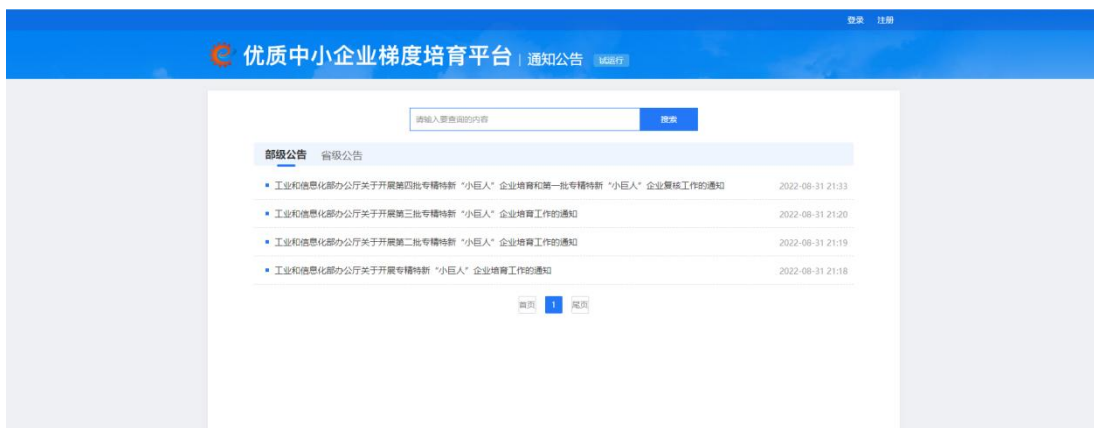 登录 注册
优质中小企业梯度培育平台 | 通知公告 试运行
请输入要查询的内容 搜索
部级公告 省级公告
工业和信息化部办公厅关于开展第四批专精特新“小巨人”企业培育和第一批专精特新“小巨人”企业复核工作的通知 2022-08-31 21:33
工业和信息化部办公厅关于开展第三批专精特新“小巨人”企业培育工作的通知 2022-08-31 21:20
工业和信息化部办公厅关于开展第二批专精特新“小巨人”企业培育工作的通知 2022-08-31 21:19
工业和信息化部办公厅关于开展专精特新“小巨人”企业培育工作的通知 2022-08-31 21:18
首页 1 尾页